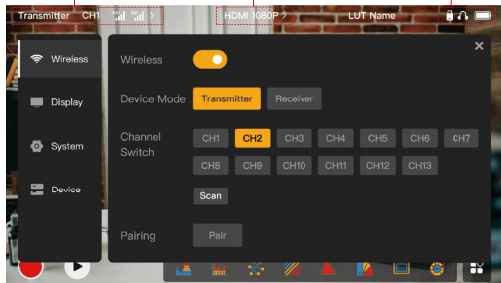 Transmitter CH1 HDMI 1080P > LUT Name
Wireless
Display
System
Device
Wireless
Device Mode Transmitter Receiver
Channel Switch
CH1 CH2 CH3 CH4 CH5 CH6 CH7
CH8 CH9 CH10 CH11 CH12 CH13
Scan
Pairing Pair